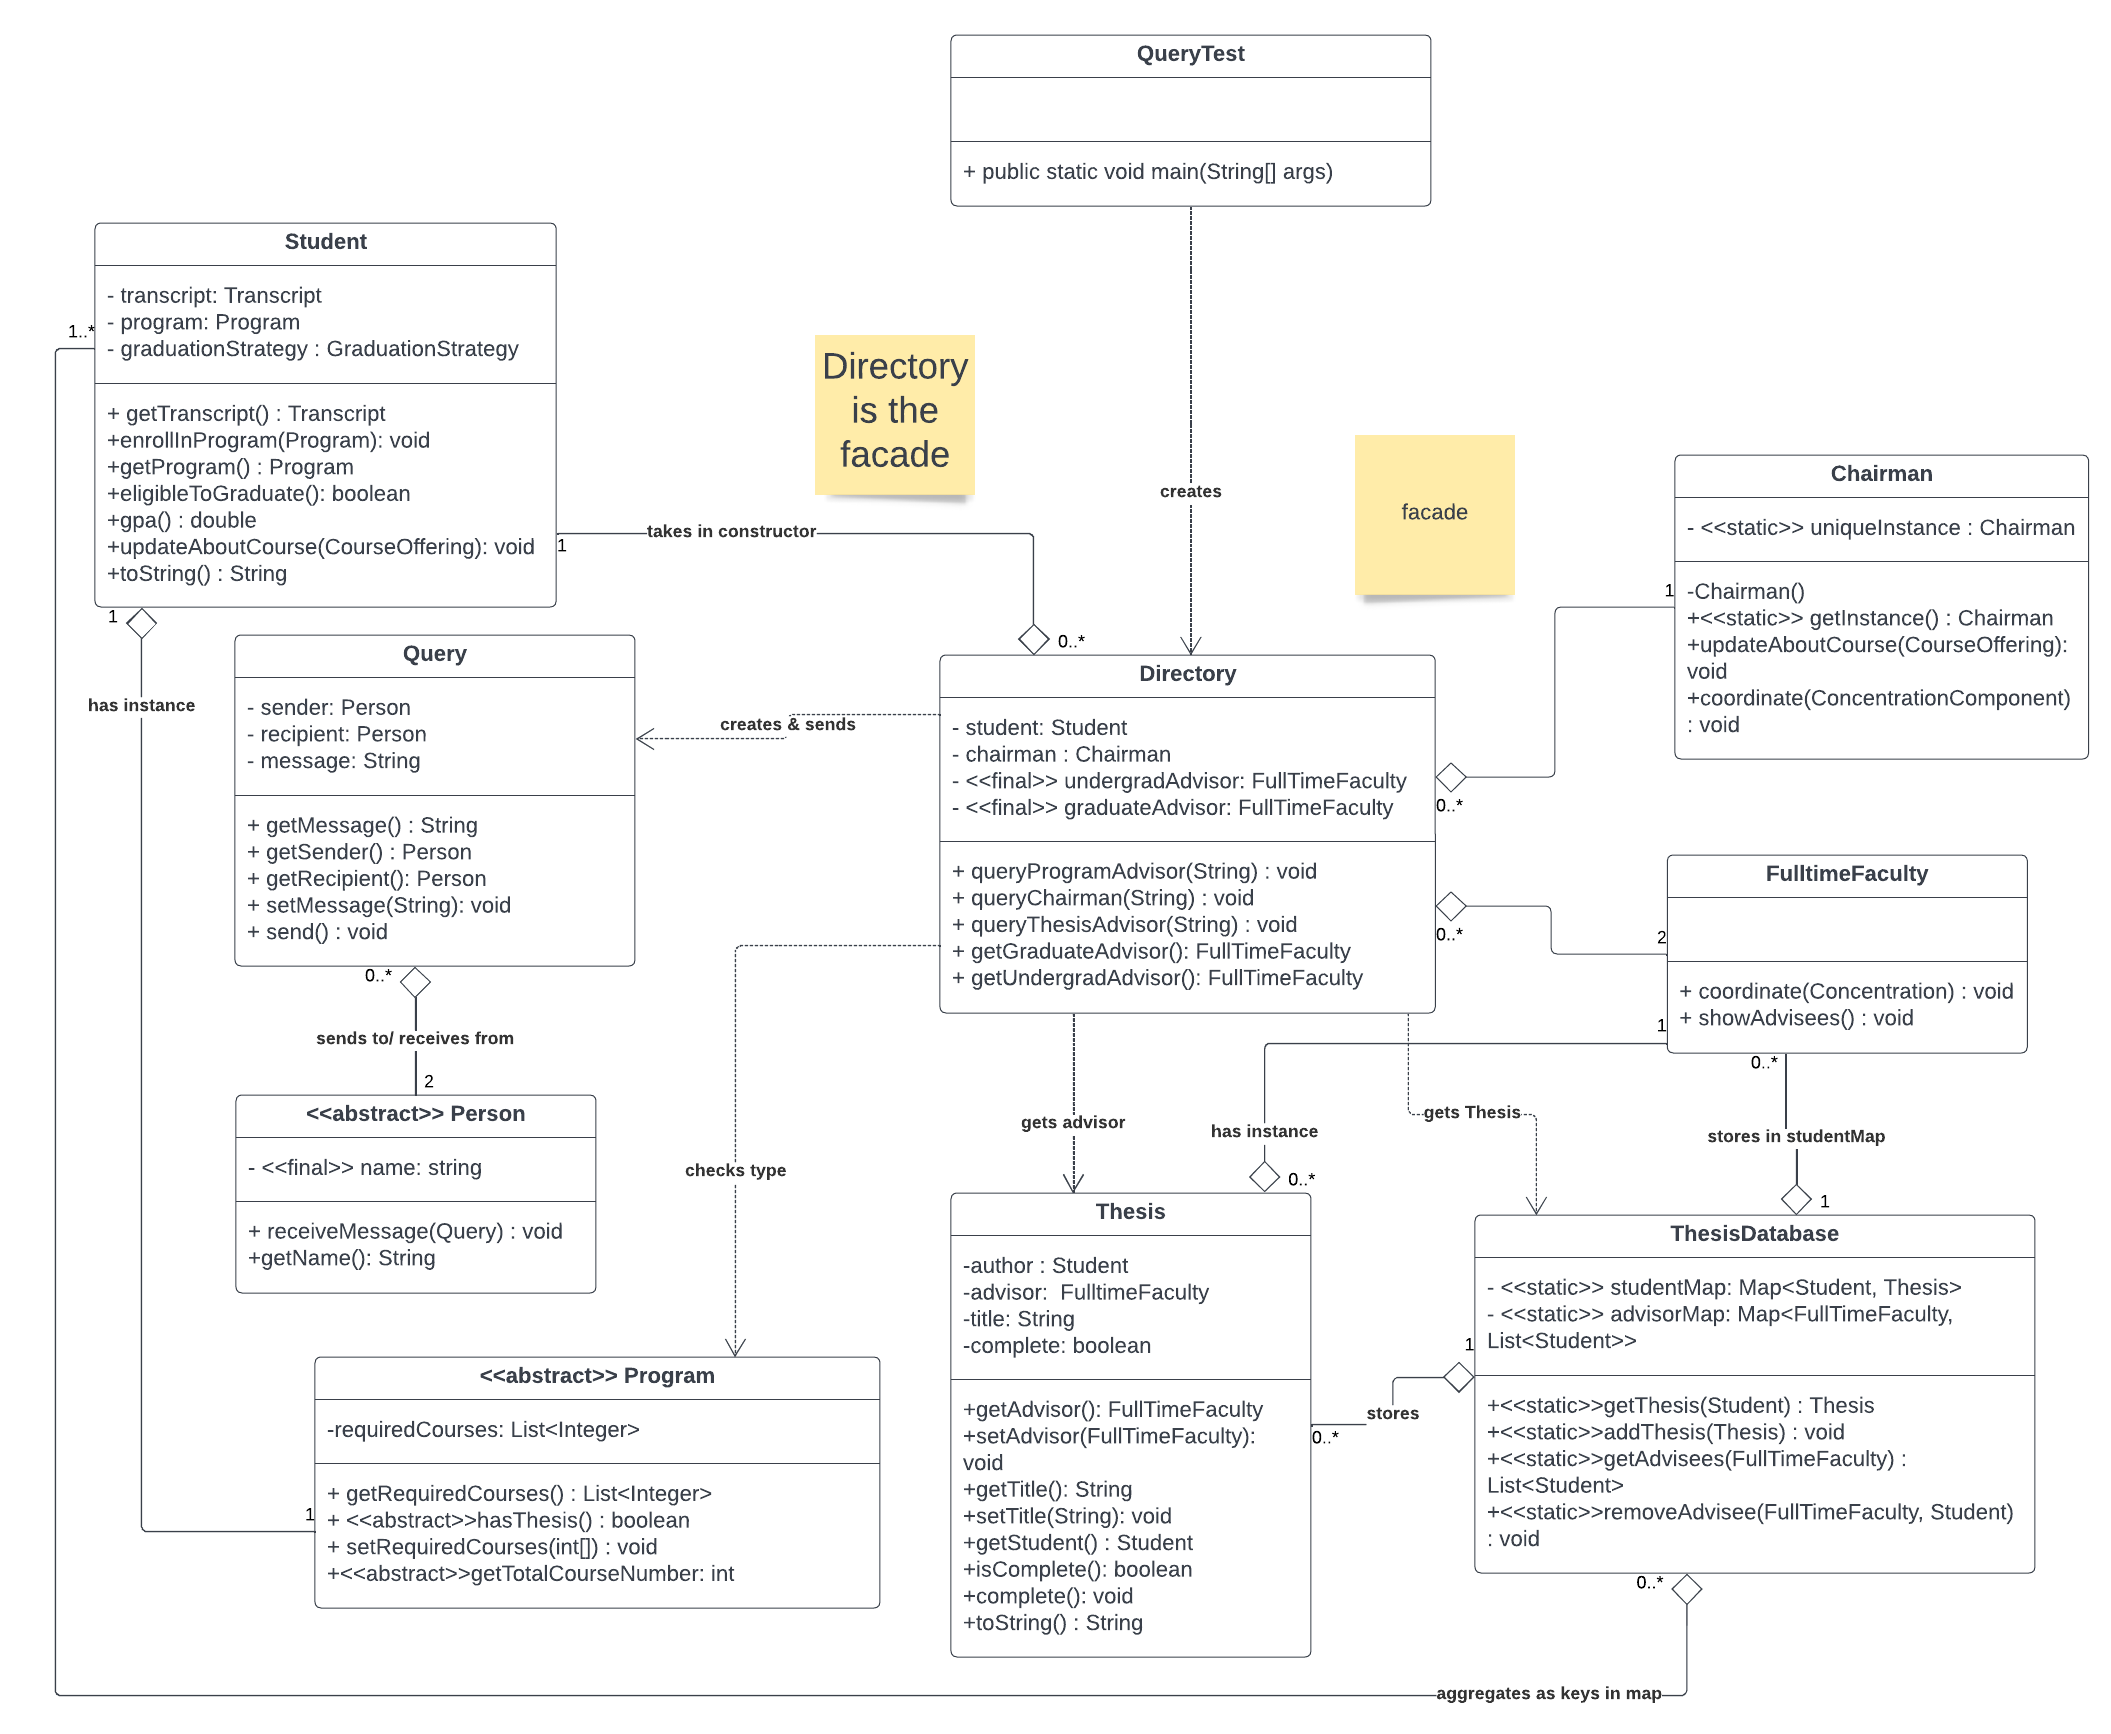 QueryTest
+ public static void main(String[] args)
Student
- transcript: Transcript
- program: Program
- graduationStrategy : GraduationStrategy
+ getTranscript() : Transcript
+enrollInProgram(Program): void
+getProgram() : Program
+eligibleToGraduate(): boolean
+gpa() : double
+updateAboutCourse(CourseOffering): void
+toString() : String
1..*
1
1
Directory
is the
facade
creates
facade
takes in constructor
0..*
Chairman
- <<static>> uniqueInstance : Chairman
-Chairman()
+<<static>> getInstance() : Chairman
+updateAboutCourse(CourseOffering):
void
+coordinate(ConcentrationComponent)
: void
1
has instance
Query
- sender: Person
- recipient: Person
- message: String
+ getMessage() : String
+ getSender() : Person
+ getRecipient(): Person
+ setMessage(String): void
+ send() : void
0..*
creates & sends
Directory
- student: Student
- chairman : Chairman
- <<final>> undergradAdvisor: FullTimeFaculty
- <<final>> graduateAdvisor: FullTimeFaculty
+ queryProgramAdvisor(String) : void
+ queryChairman(String) : void
+ queryThesisAdvisor(String) : void
+ getGraduateAdvisor(): FullTimeFaculty
+ getUndergradAdvisor(): FullTimeFaculty
0..*
0..*
FulltimeFaculty
+ coordinate(Concentration) : void
+ showAdvisees() : void
2
1
0..*
sends to/ receives from
2
<<abstract>> Person
- <<final>> name: string
+ receiveMessage(Query) : void
+getName(): String
checks type
gets advisor
has instance
0..*
gets Thesis
stores in studentMap
1
<<abstract>> Program
-requiredCourses: List<Integer>
+ getRequiredCourses() : List<Integer>
+ <<abstract>>hasThesis() : boolean
+ setRequiredCourses(int[]) : void
+<<abstract>>getTotalCourseNumber: int
1
Thesis
-author : Student
-advisor:  FulltimeFaculty
-title: String
-complete: boolean
+getAdvisor(): FullTimeFaculty
+setAdvisor(FullTimeFaculty):
void
+getTitle(): String
+setTitle(String): void
+getStudent() : Student
+isComplete(): boolean
+complete(): void
+toString() : String
0..*
stores
1
ThesisDatabase
- <<static>> studentMap: Map<Student, Thesis>
- <<static>> advisorMap: Map<FullTimeFaculty,
List<Student>>
+<<static>>getThesis(Student) : Thesis
+<<static>>addThesis(Thesis) : void
+<<static>>getAdvisees(FullTimeFaculty) :
List<Student>
+<<static>>removeAdvisee(FullTimeFaculty, Student)
: void
0..*
aggregates as keys in map